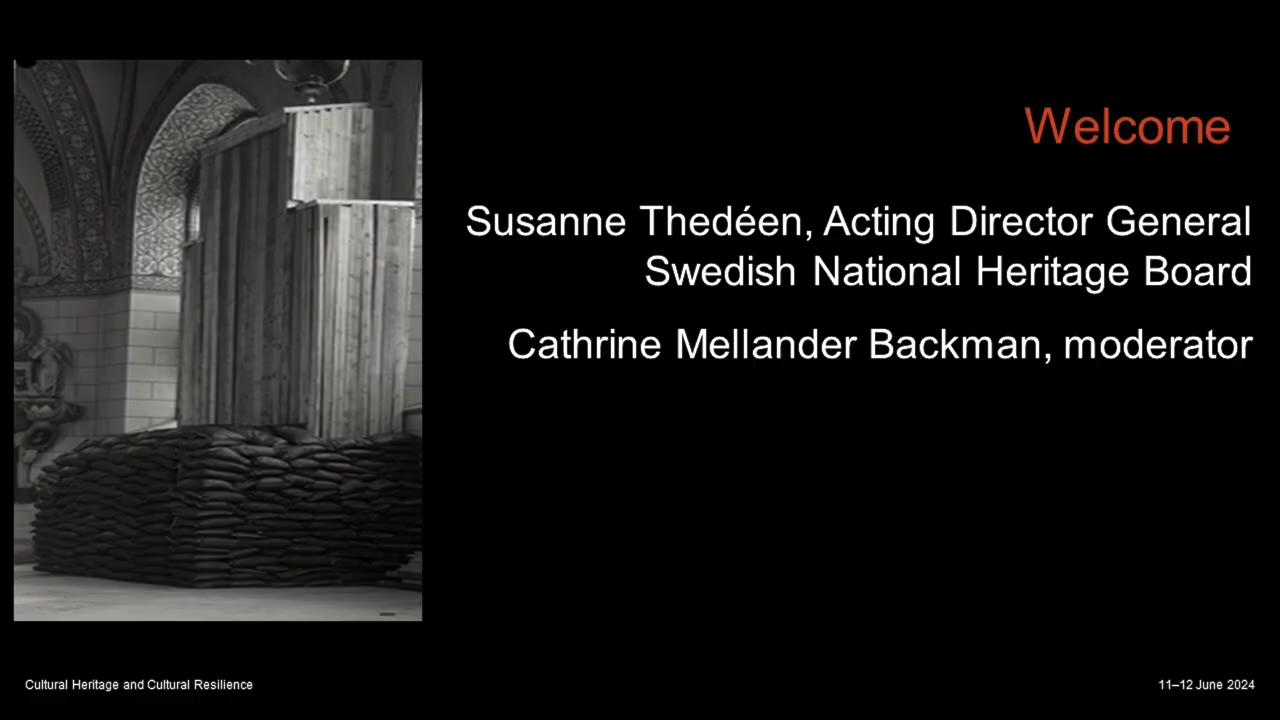 Welcome
Susanne Thedéen, Acting Director General
Swedish National Heritage Board
Cathrine Mellander Backman, moderator
Cultural Heritage and Cultural Resilience
11–12 June 2024